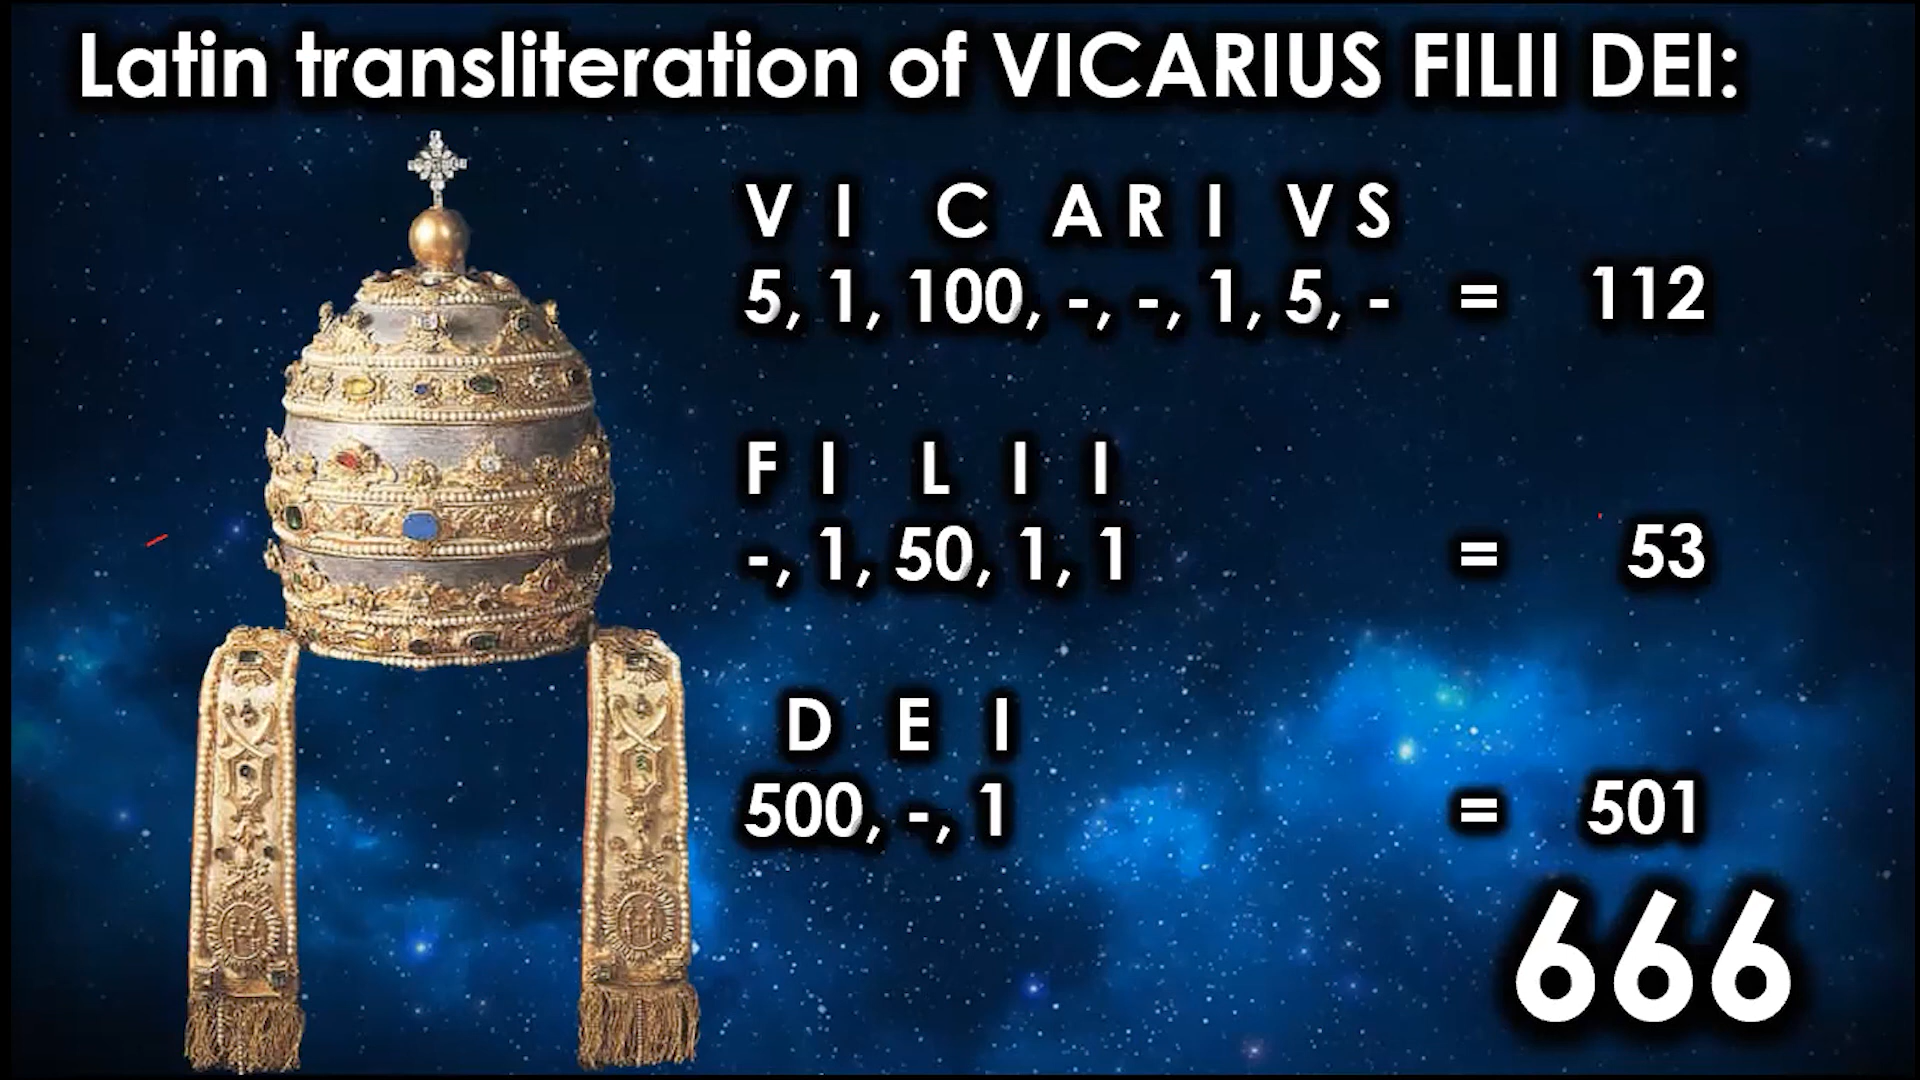 Latin transliteration of VICARIUS FILII DEI:
V I C A R I V S
5, 1, 100, -, -, 1, 5, - = 112
F I L I I
-, 1, 50, 1, 1 = 53
D E I
500, -, 1 = 501
666